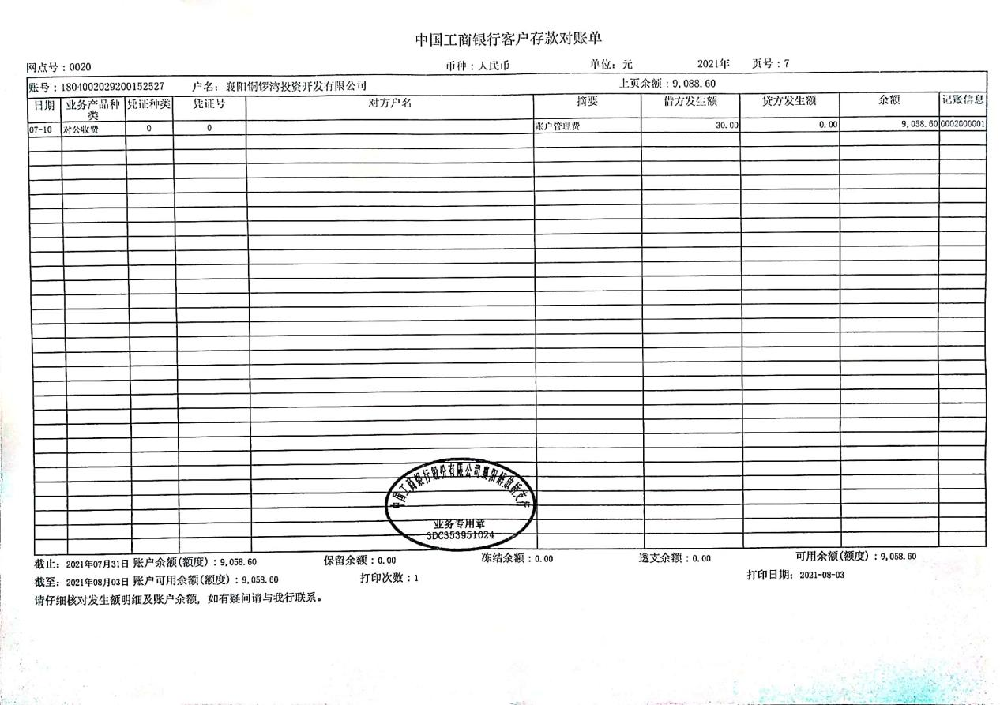 中国工商银行客户存款对账单
网点号：0020 币种：人民币 单位：元 2021年 页号：7
账号：1804002029200152527 户名：襄阳铜锣湾投资开发有限公司 上页余额：9,088.60
日期 业务产品种类 凭证种类 凭证号 对方户名 摘要 借方发生额 贷方发生额 余额 记账信息
07-10 对公收费 0 0 账户管理费 30.00 0.00 9,058.60 0002000001
中国工商银行股份有限公司襄阳解放桥支行
业务专用章
3DC353951024
截止：2021年07月31日 账户余额(额度)：9,058.60 保留余额：0.00 冻结余额：0.00 透支余额：0.00 可用余额(额度)：9,058.60
截至：2021年08月03日 账户可用余额(额度)：9,058.60 打印次数：1 打印日期：2021-08-03
请仔细核对发生额明细及账户余额，如有疑问请与我行联系。